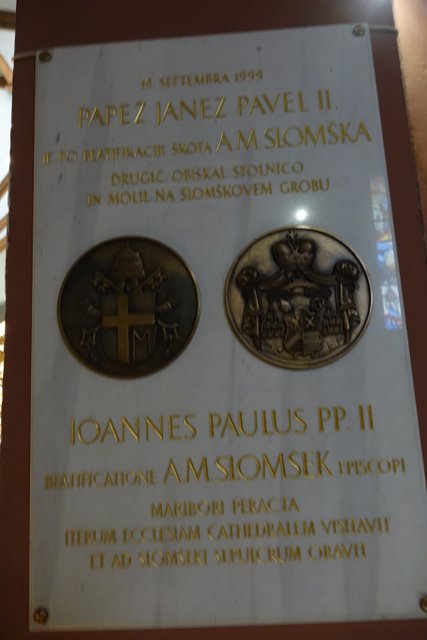 19. SEPTEMBRA 1999
PAPEŽ JANEZ PAVEL II.
JE PO BEATIFIKACIJI ŠKOFA A.M.SLOMŠKA
DRUGIČ OBISKAL STOLNICO
IN MOLIL NA SLOMŠKOVEM GROBU
M
IOANNES PAULUS PP. II
BEATIFICATIONE A.M.SLOMSEK EPISCOPI
MARIBORI PERACTA
ITERUM ECCLESIAM CATHEDRALEM VISITAVIT
ET AD SLOMSEKI SEPULCRUM ORAVIT